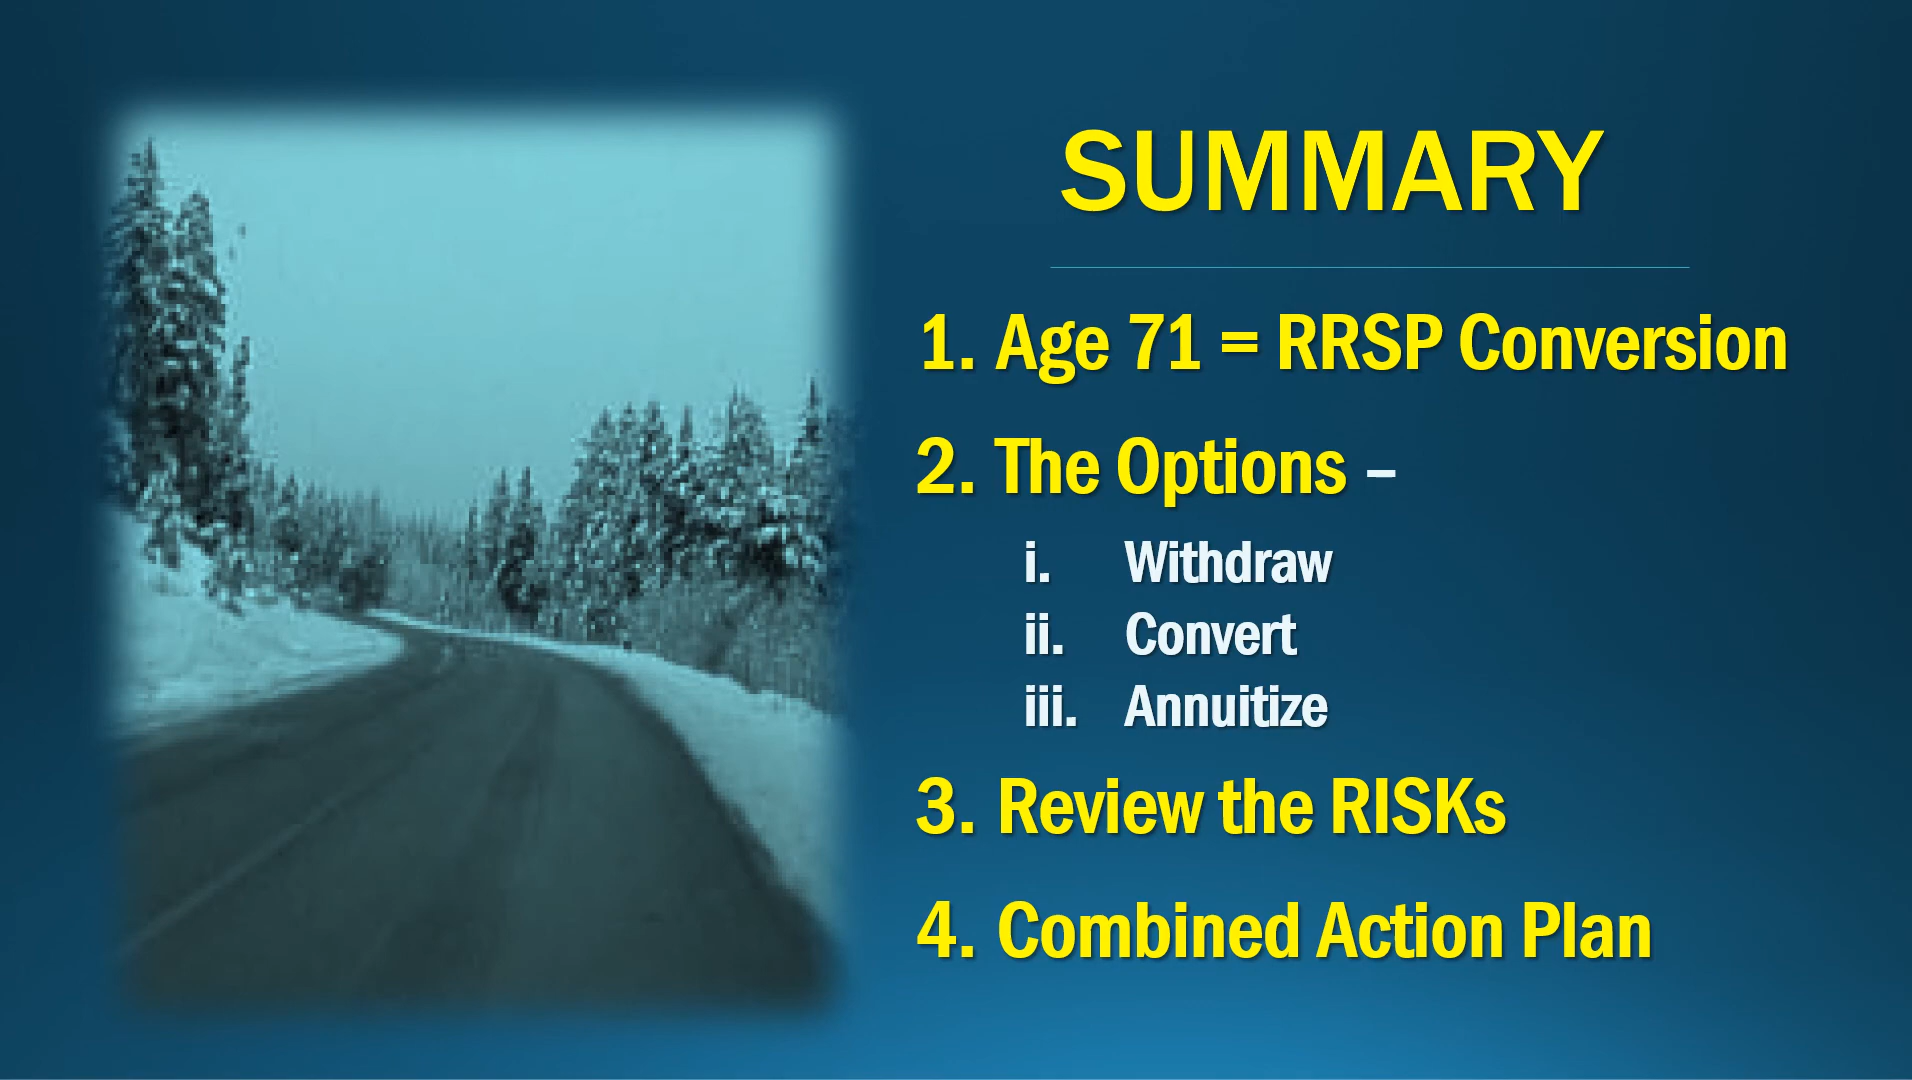 SUMMARY
1. Age 71 = RRSP Conversion
2. The Options –
i. Withdraw
ii. Convert
iii. Annuitize
3. Review the RISKs
4. Combined Action Plan